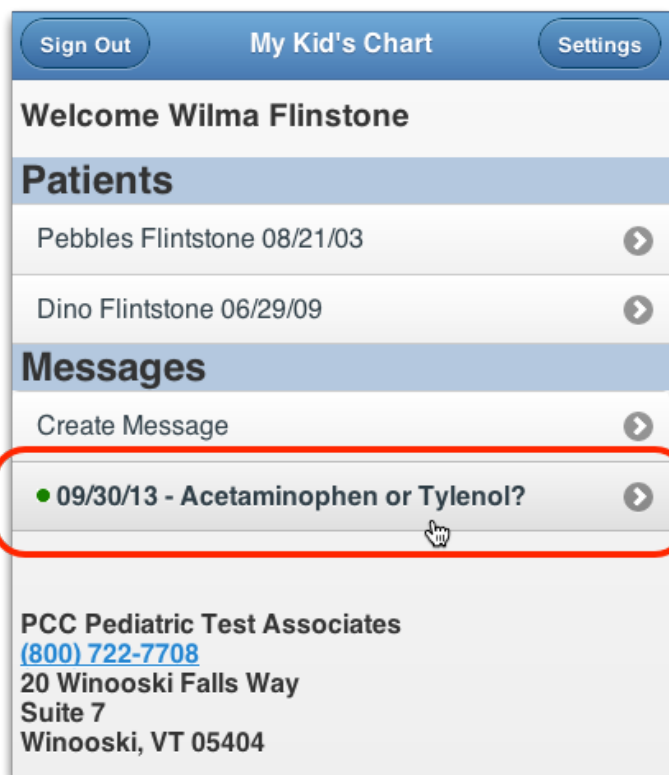 Sign Out My Kid's Chart Settings
Welcome Wilma Flinstone
Patients
Pebbles Flintstone 08/21/03
Dino Flintstone 06/29/09
Messages
Create Message
09/30/13 - Acetaminophen or Tylenol?
PCC Pediatric Test Associates
(800) 722-7708
20 Winooski Falls Way
Suite 7
Winooski, VT 05404